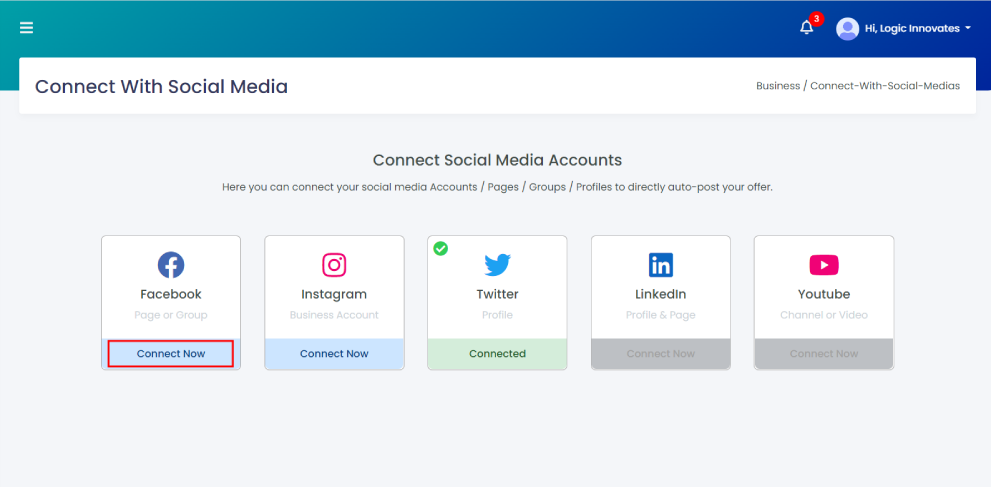 3
Hi, Logic Innovates
Connect With Social Media
Business / Connect-With-Social-Medias
Connect Social Media Accounts
Here you can connect your social media Accounts / Pages / Groups / Profiles to directly auto-post your offer.
Facebook
Page or Group
Connect Now
Instagram
Business Account
Connect Now
Twitter
Profile
Connected
in
LinkedIn
Profile & Page
Connect Now
Youtube
Channel or Video
Connect Now